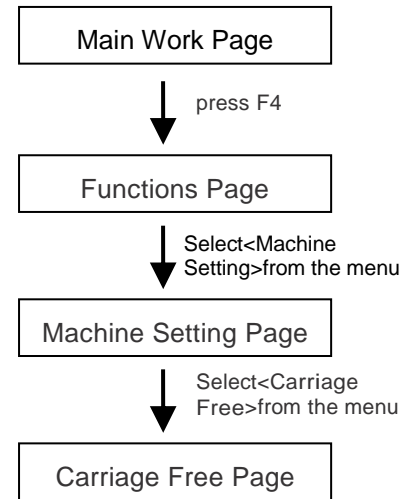 Main Work Page
press F4
Functions Page
Select<Machine
Setting>from the menu
Machine Setting Page
Select<Carriage
Free>from the menu
Carriage Free Page